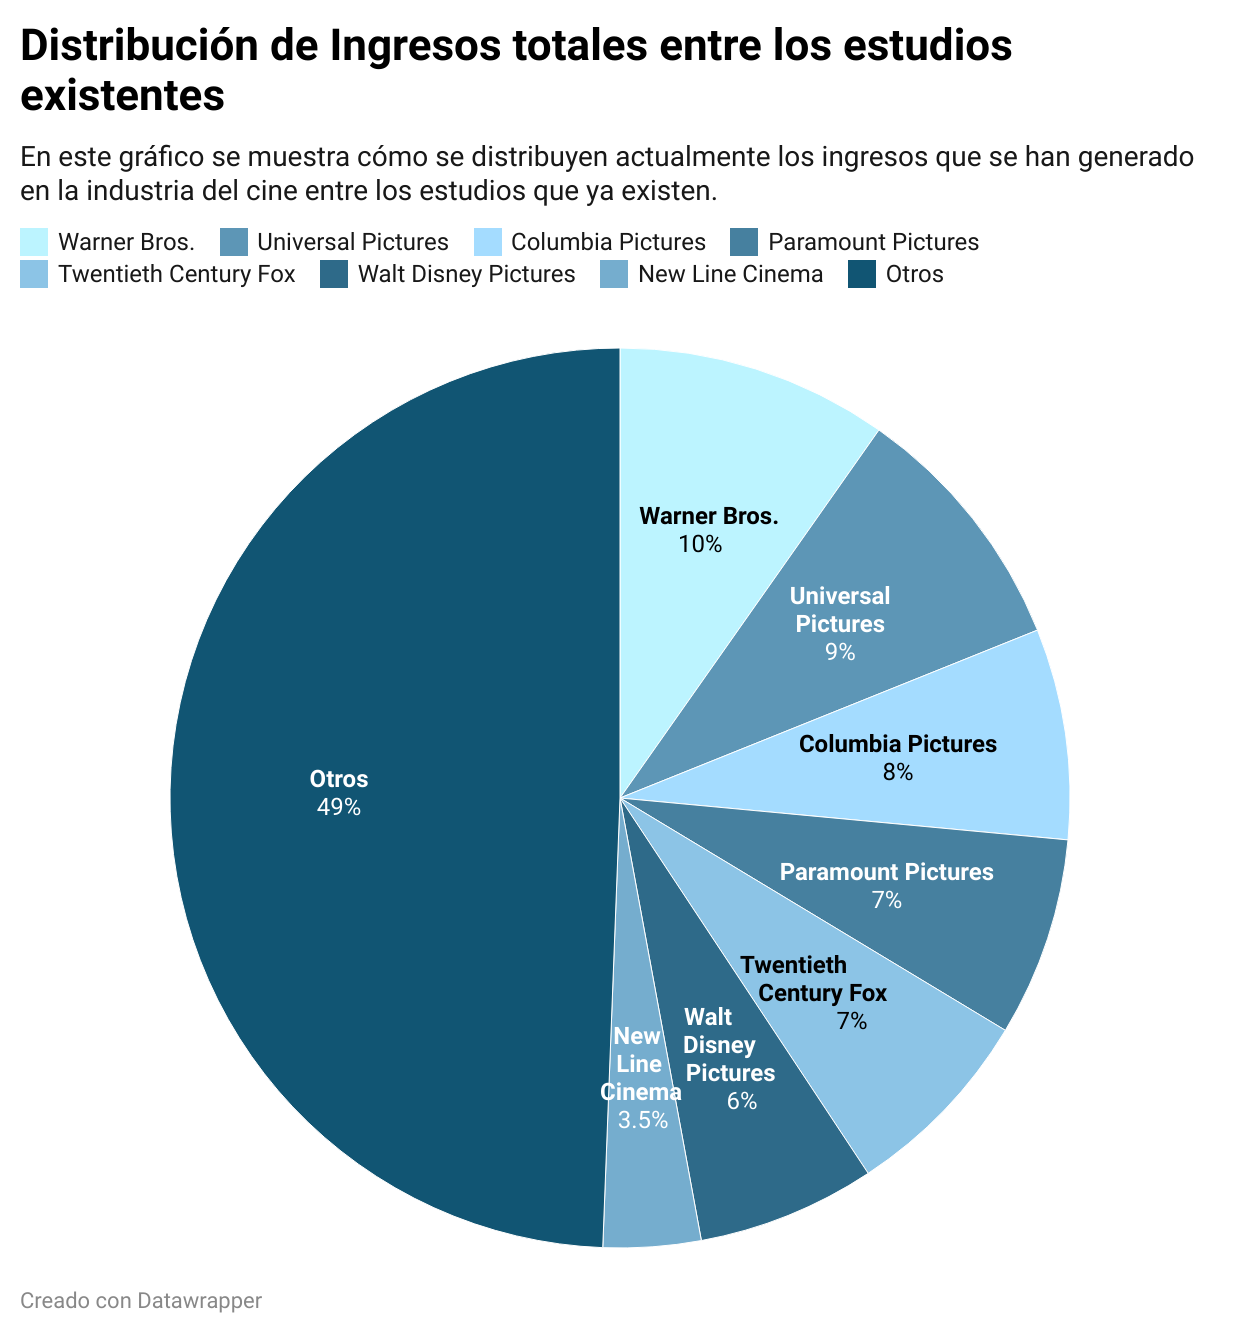 Distribución de Ingresos totales entre los estudios
existentes
En este gráfico se muestra cómo se distribuyen actualmente los ingresos que se han generado
en la industria del cine entre los estudios que ya existen.
Warner Bros. Universal Pictures Columbia Pictures Paramount Pictures
Twentieth Century Fox Walt Disney Pictures New Line Cinema Otros
Warner Bros.
10%
Universal
Pictures
9%
Columbia Pictures
8%
Paramount Pictures
7%
Twentieth
Century Fox
7%
Walt
Disney
Pictures
6%
New
Line
Cinema
3.5%
Otros
49%
Creado con Datawrapper